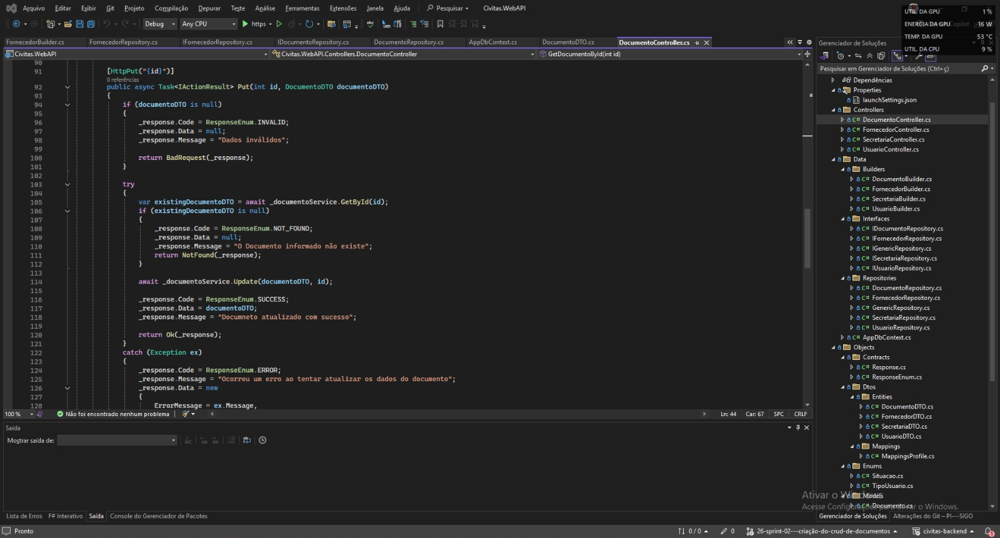 Arquivo Editar Exibir Git Projeto Compilação Depurar Teste Análise Ferramentas Extensões Janela Ajuda Pesquisar Civitas.WebAPI
Debug Any CPU https
UTIL. DA GPU 1 %
ENERGIA DA GPU 16 W
TEMP. DA GPU 53 °C
UTIL. DA CPU 9 %
FornecedorBuilder.cs FornecedorRepository.cs IFornecedorRepository.cs IDocumentoRepository.cs DocumentoRepository.cs AppDbContext.cs DocumentoDTO.cs DocumentoController.cs
Civitas.WebAPI Civitas.WebAPI.Controllers.DocumentoController GetDocumentoById(int id)
90
91 [HttpPut("{id}")]
0 referências
92 public async Task<IActionResult> Put(int id, DocumentoDTO documentoDTO)
93 {
94 if (documentoDTO is null)
95 {
96 _response.Code = ResponseEnum.INVALID;
97 _response.Data = null;
98 _response.Message = "Dados inválidos";
99
100 return BadRequest(_response);
101 }
102
103 try
104 {
105 var existingDocumentoDTO = await _documentoService.GetById(id);
106 if (existingDocumentoDTO is null)
107 {
108 _response.Code = ResponseEnum.NOT_FOUND;
109 _response.Data = null;
110 _response.Message = "O Documento informado não existe";
111 return NotFound(_response);
112 }
113
114 await _documentoService.Update(documentoDTO, id);
115
116 _response.Code = ResponseEnum.SUCCESS;
117 _response.Data = documentoDTO;
118 _response.Message = "Documneto atualizado com sucesso";
119
120 return Ok(_response);
121 }
122 catch (Exception ex)
123 {
124 _response.Code = ResponseEnum.ERROR;
125 _response.Message = "Ocorreu um erro ao tentar atualizar os dados do documento";
126 _response.Data = new
127 {
128 ErrorMessage = ex.Message,
100 % Não foi encontrado nenhum problema Ln: 44 Car: 67 SPC CRLF
Saída
Mostrar saída de:
Lista de Erros F# Interativo Saída Console do Gerenciador de Pacotes
Gerenciador de Soluções
Pesquisar em Gerenciador de Soluções (Ctrl+ç)
Dependências
Properties
launchSettings.json
Controllers
C# DocumentoController.cs
C# FornecedorController.cs
C# SecretariaController.cs
C# UsuarioController.cs
Data
Builders
C# DocumentoBuilder.cs
C# FornecedorBuilder.cs
C# SecretariaBuilder.cs
C# UsuarioBuilder.cs
Interfaces
C# IDocumentoRepository.cs
C# IFornecedorRepository.cs
C# IGenericRepository.cs
C# ISecretariaRepository.cs
C# IUsuarioRepository.cs
Repositories
C# DocumentoRepository.cs
C# FornecedorRepository.cs
C# GenericRepository.cs
C# SecretariaRepository.cs
C# UsuarioRepository.cs
C# AppDbContext.cs
Objects
Contracts
C# Response.cs
C# ResponseEnum.cs
Dtos
Entities
C# DocumentoDTO.cs
C# FornecedorDTO.cs
C# SecretariaDTO.cs
C# UsuarioDTO.cs
Mappings
C# MappingsProfile.cs
Enums
C# Situacao.cs
C# TipoUsuario.cs
Models
C# Documento.cs
Ativar o Windows
Acesse Configurações para ativar o Windows.
Gerenciador de Soluções Alterações do Git – PI---SIGO
Pronto 0 / 0 0 26-sprint-02---criação-do-crud-de-documentos civitas-backend 1